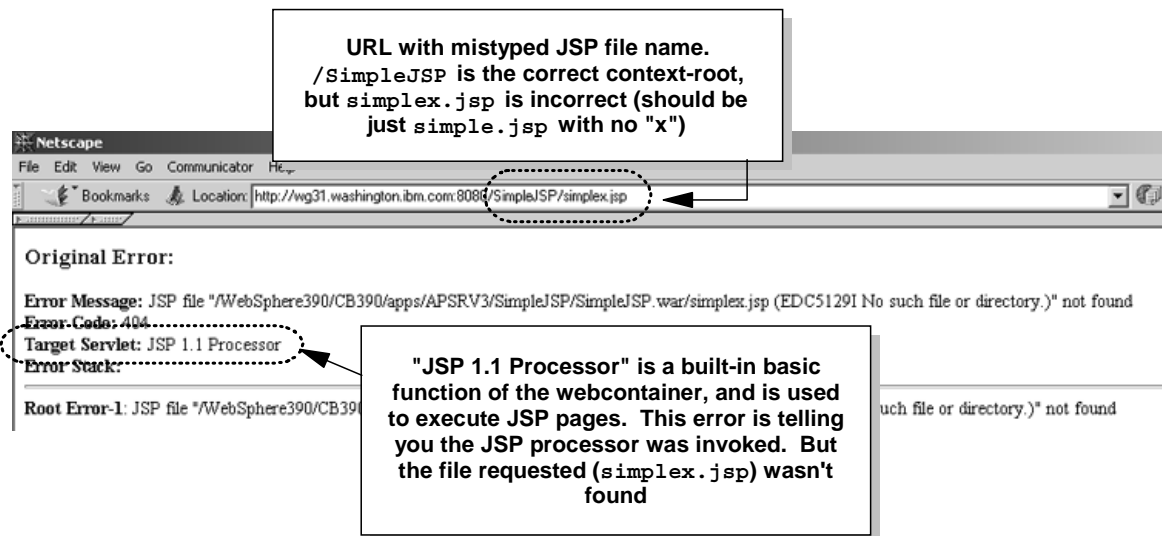 URL with mistyped JSP file name.
/SimpleJSP is the correct context-root,
but simplex.jsp is incorrect (should be
just simple.jsp with no "x")
Netscape
File Edit View Go Communicator
Bookmarks Location: http://wg31.washington.ibm.com:8080/SimpleJSP/simplex.jsp
Original Error:
Error Message: JSP file "/WebSphere390/CB390/apps/APSRV3/SimpleJSP/SimpleJSP.war/simplex.jsp (EDC5129I No such file or directory.)" not found
Error Code: 404
Target Servlet: JSP 1.1 Processor
Error Stack:
Root Error-1: JSP file "/WebSphere390/CB390 such file or directory.)" not found
"JSP 1.1 Processor" is a built-in basic
function of the webcontainer, and is used
to execute JSP pages. This error is telling
you the JSP processor was invoked. But
the file requested (simplex.jsp) wasn't
found